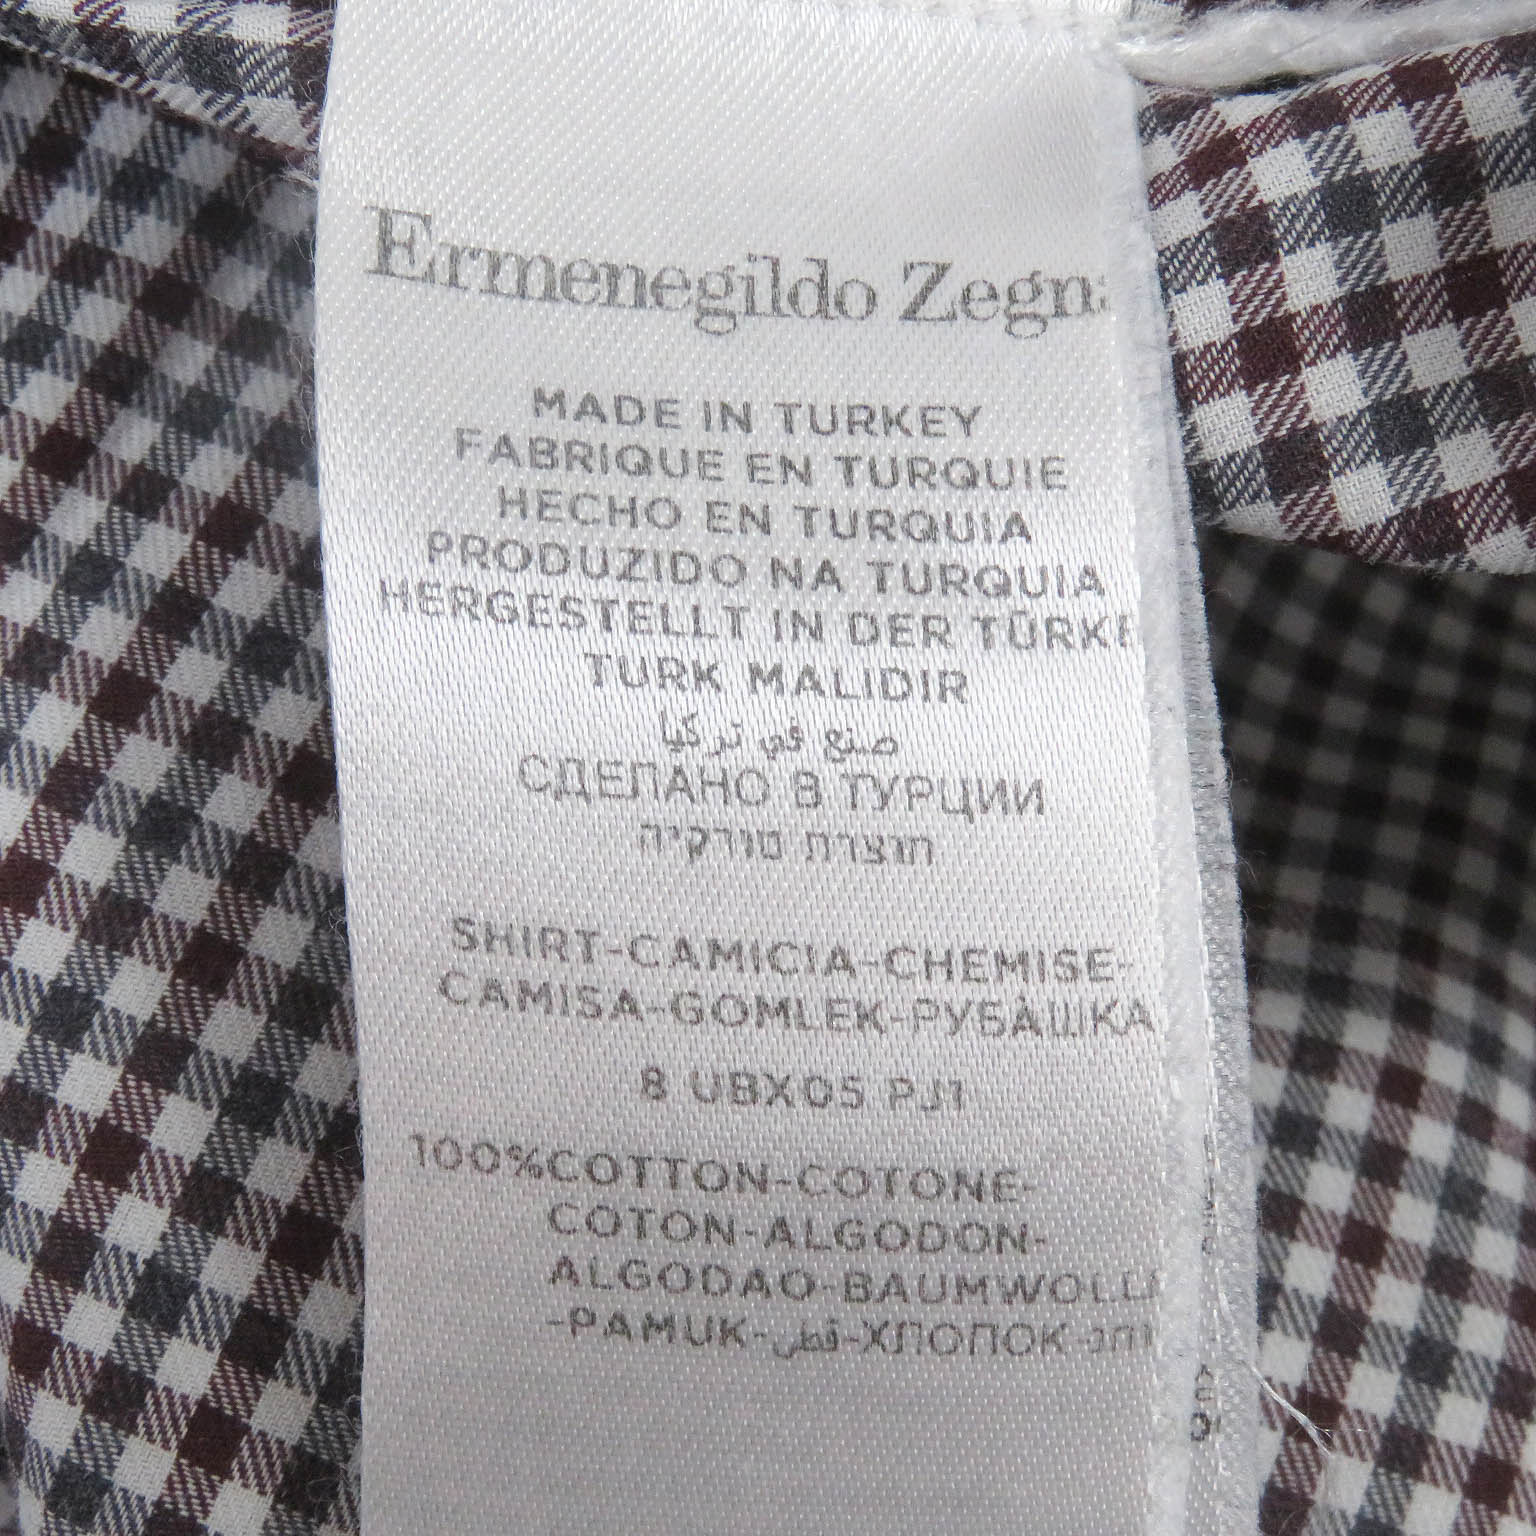 Ermenegildo Zegna
MADE IN TURKEY
FABRIQUE EN TURQUIE
HECHO EN TURQUIA
PRODUZIDO NA TURQUIA
HERGESTELLT IN DER TÜRKE
TURK MALIDIR
صنع في تركيا
СДЕЛАНО В ТУРЦИИ
תוצרת טורקיה
SHIRT-CAMICIA-CHEMISE-
CAMISA-GOMLEK-РУБАШКА
8 UBX05 PJ1
100%COTTON-COTONE-
COTON-ALGODON-
ALGODAO-BAUMWOLLE
-PAMUK-قطن-ХЛОПОК-